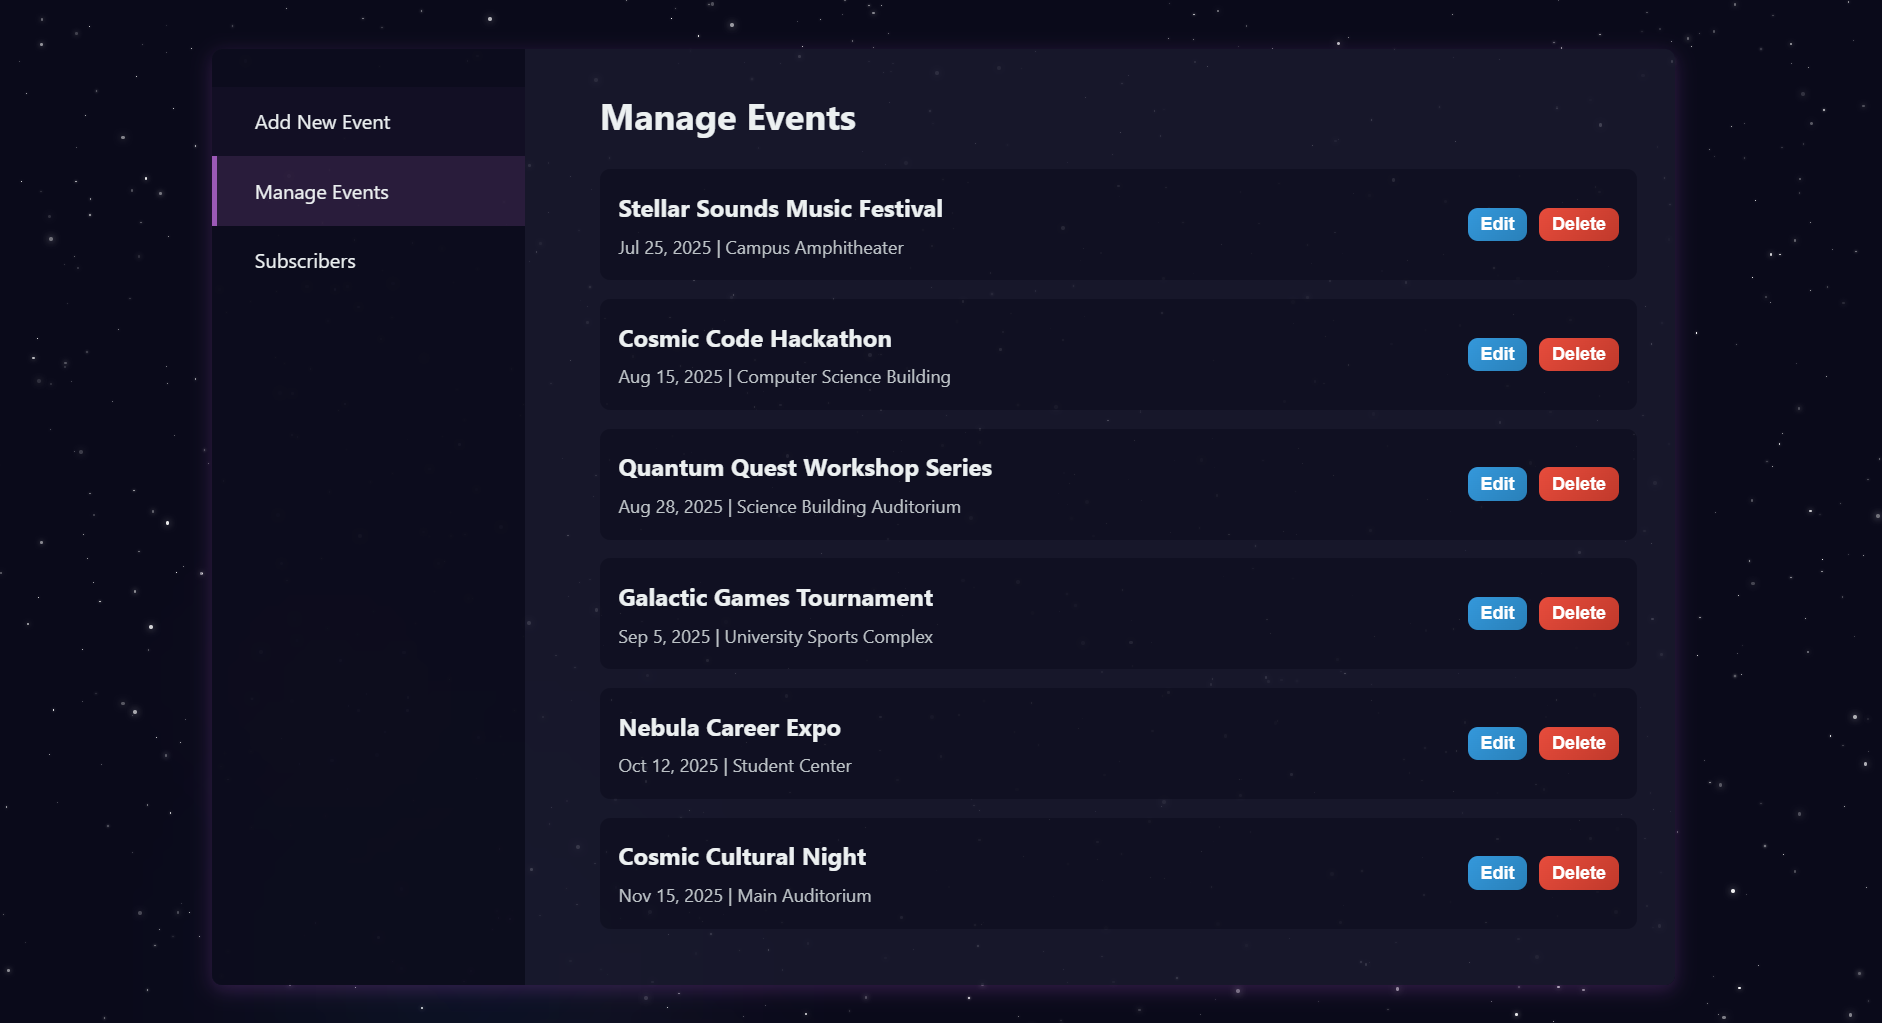 Add New Event
Manage Events
Subscribers
Manage Events
Stellar Sounds Music Festival
Jul 25, 2025 | Campus Amphitheater
Edit Delete
Cosmic Code Hackathon
Aug 15, 2025 | Computer Science Building
Edit Delete
Quantum Quest Workshop Series
Aug 28, 2025 | Science Building Auditorium
Edit Delete
Galactic Games Tournament
Sep 5, 2025 | University Sports Complex
Edit Delete
Nebula Career Expo
Oct 12, 2025 | Student Center
Edit Delete
Cosmic Cultural Night
Nov 15, 2025 | Main Auditorium
Edit Delete